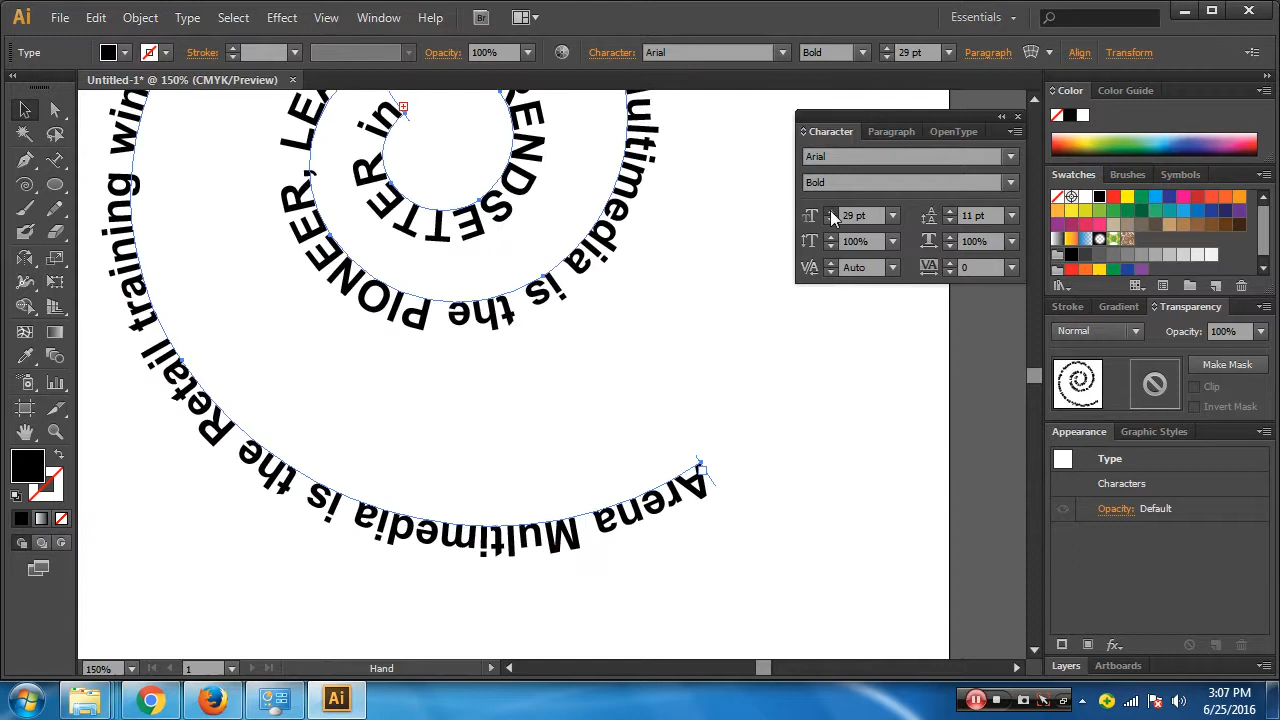 Ai File Edit Object Type Select Effect View Window Help Br Essentials
Type Stroke: Opacity: 100% Character: Arial Bold 29 pt Paragraph Align Transform
Untitled-1* @ 150% (CMYK/Preview)
Arena Multimedia is the Retail training win
ultimedia is the PIONEER, LEA
RENDSETTER in
Character Paragraph OpenType
Arial
Bold
29 pt 11 pt
100% 100%
Auto 0
Color Color Guide
Swatches Brushes Symbols
Stroke Gradient Transparency
Normal Opacity: 100%
Make Mask
Clip
Invert Mask
Appearance Graphic Styles
Type
Characters
Opacity: Default
Layers Artboards
150% 1 Hand
Ai
3:07 PM
6/25/2016